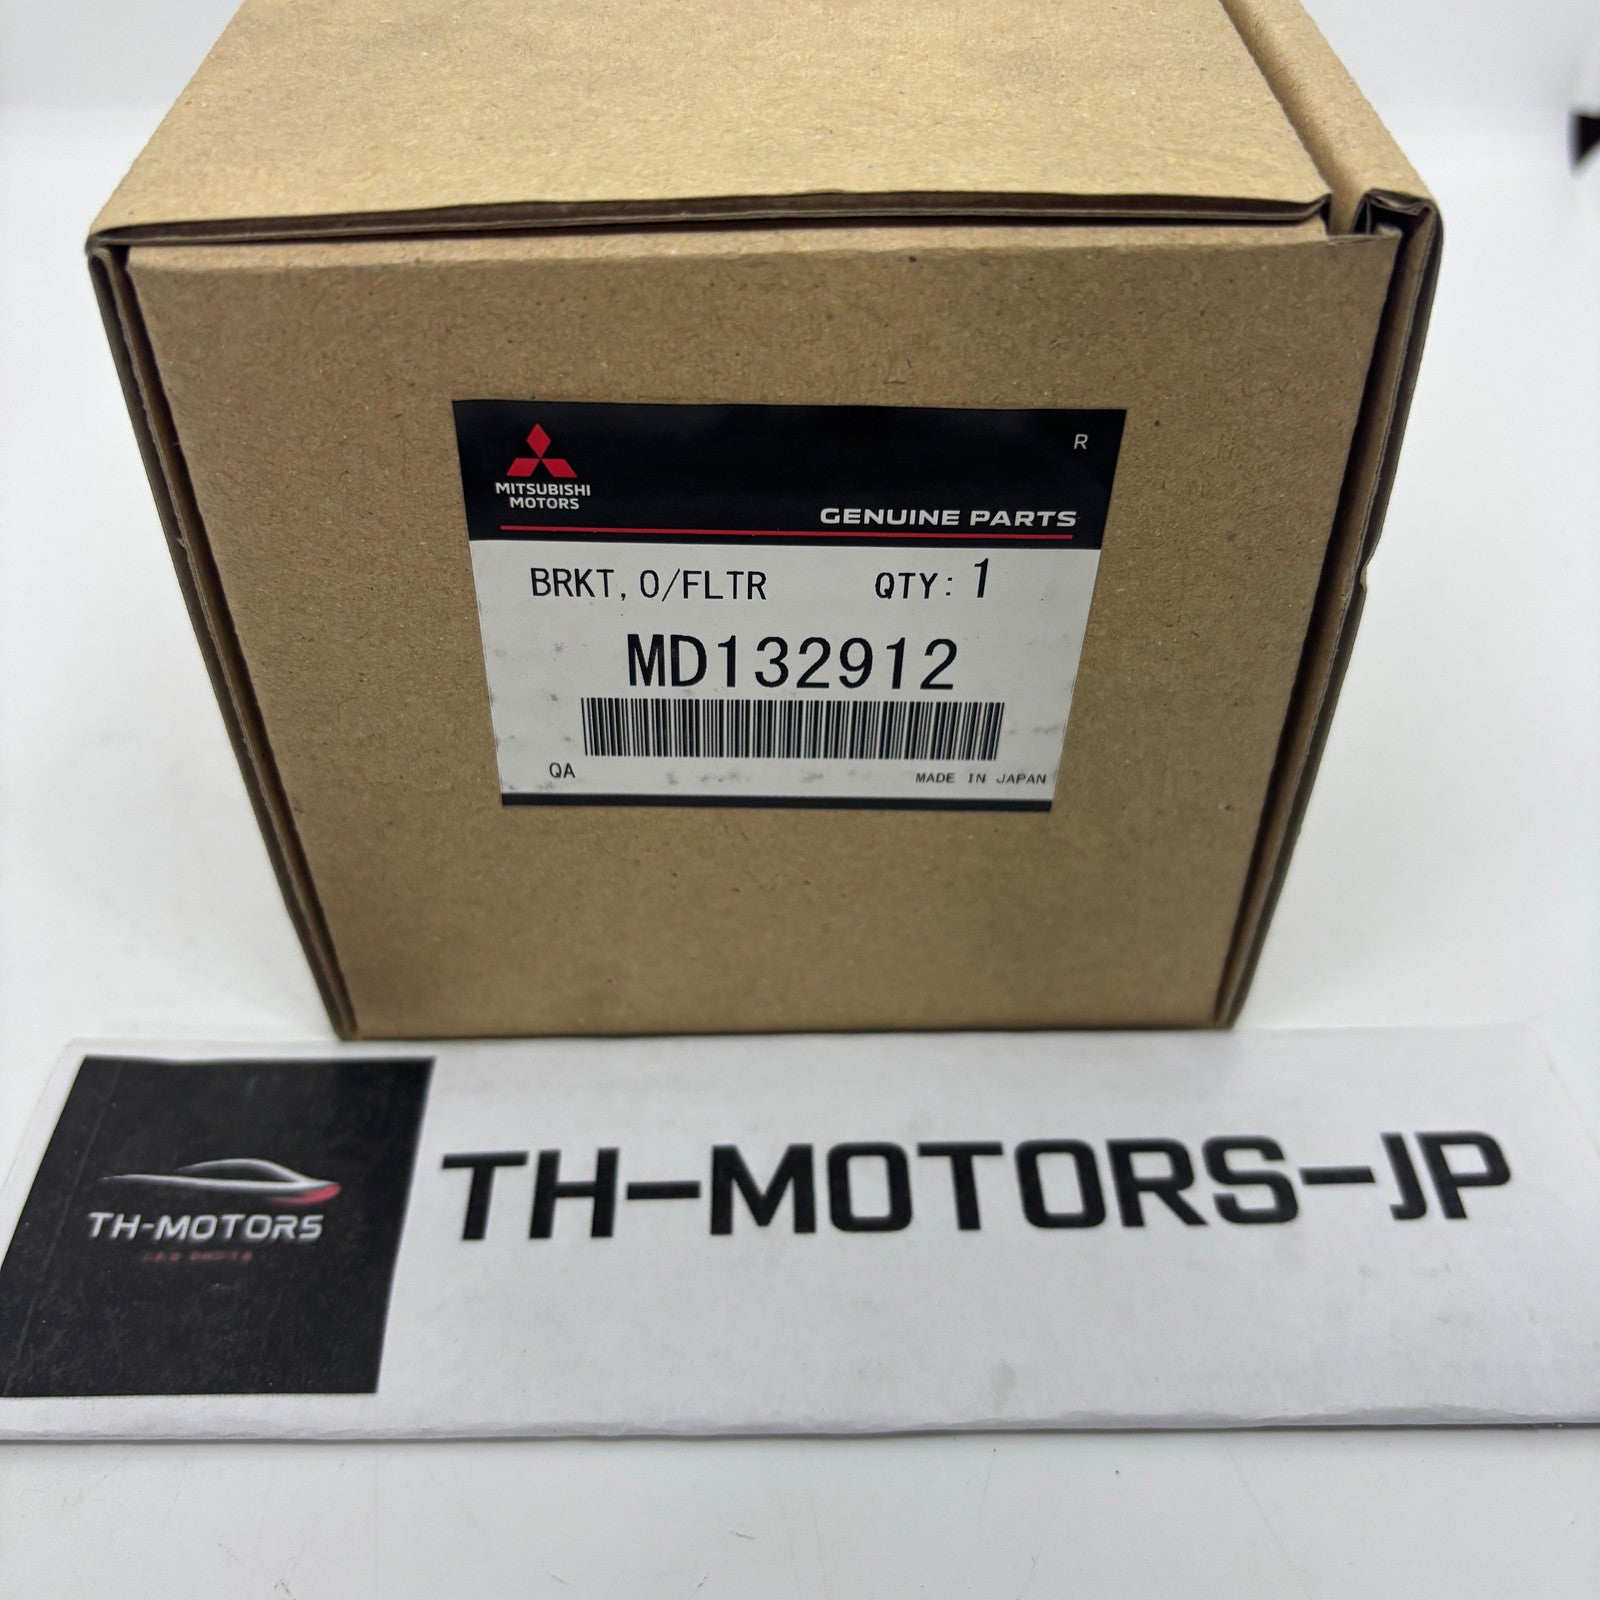 R
MITSUBISHI
MOTORS
GENUINE PARTS
BRKT, O/FLTR QTY: 1
MD132912
QA MADE IN JAPAN
TH-MOTORS-JP
TH-MOTORS